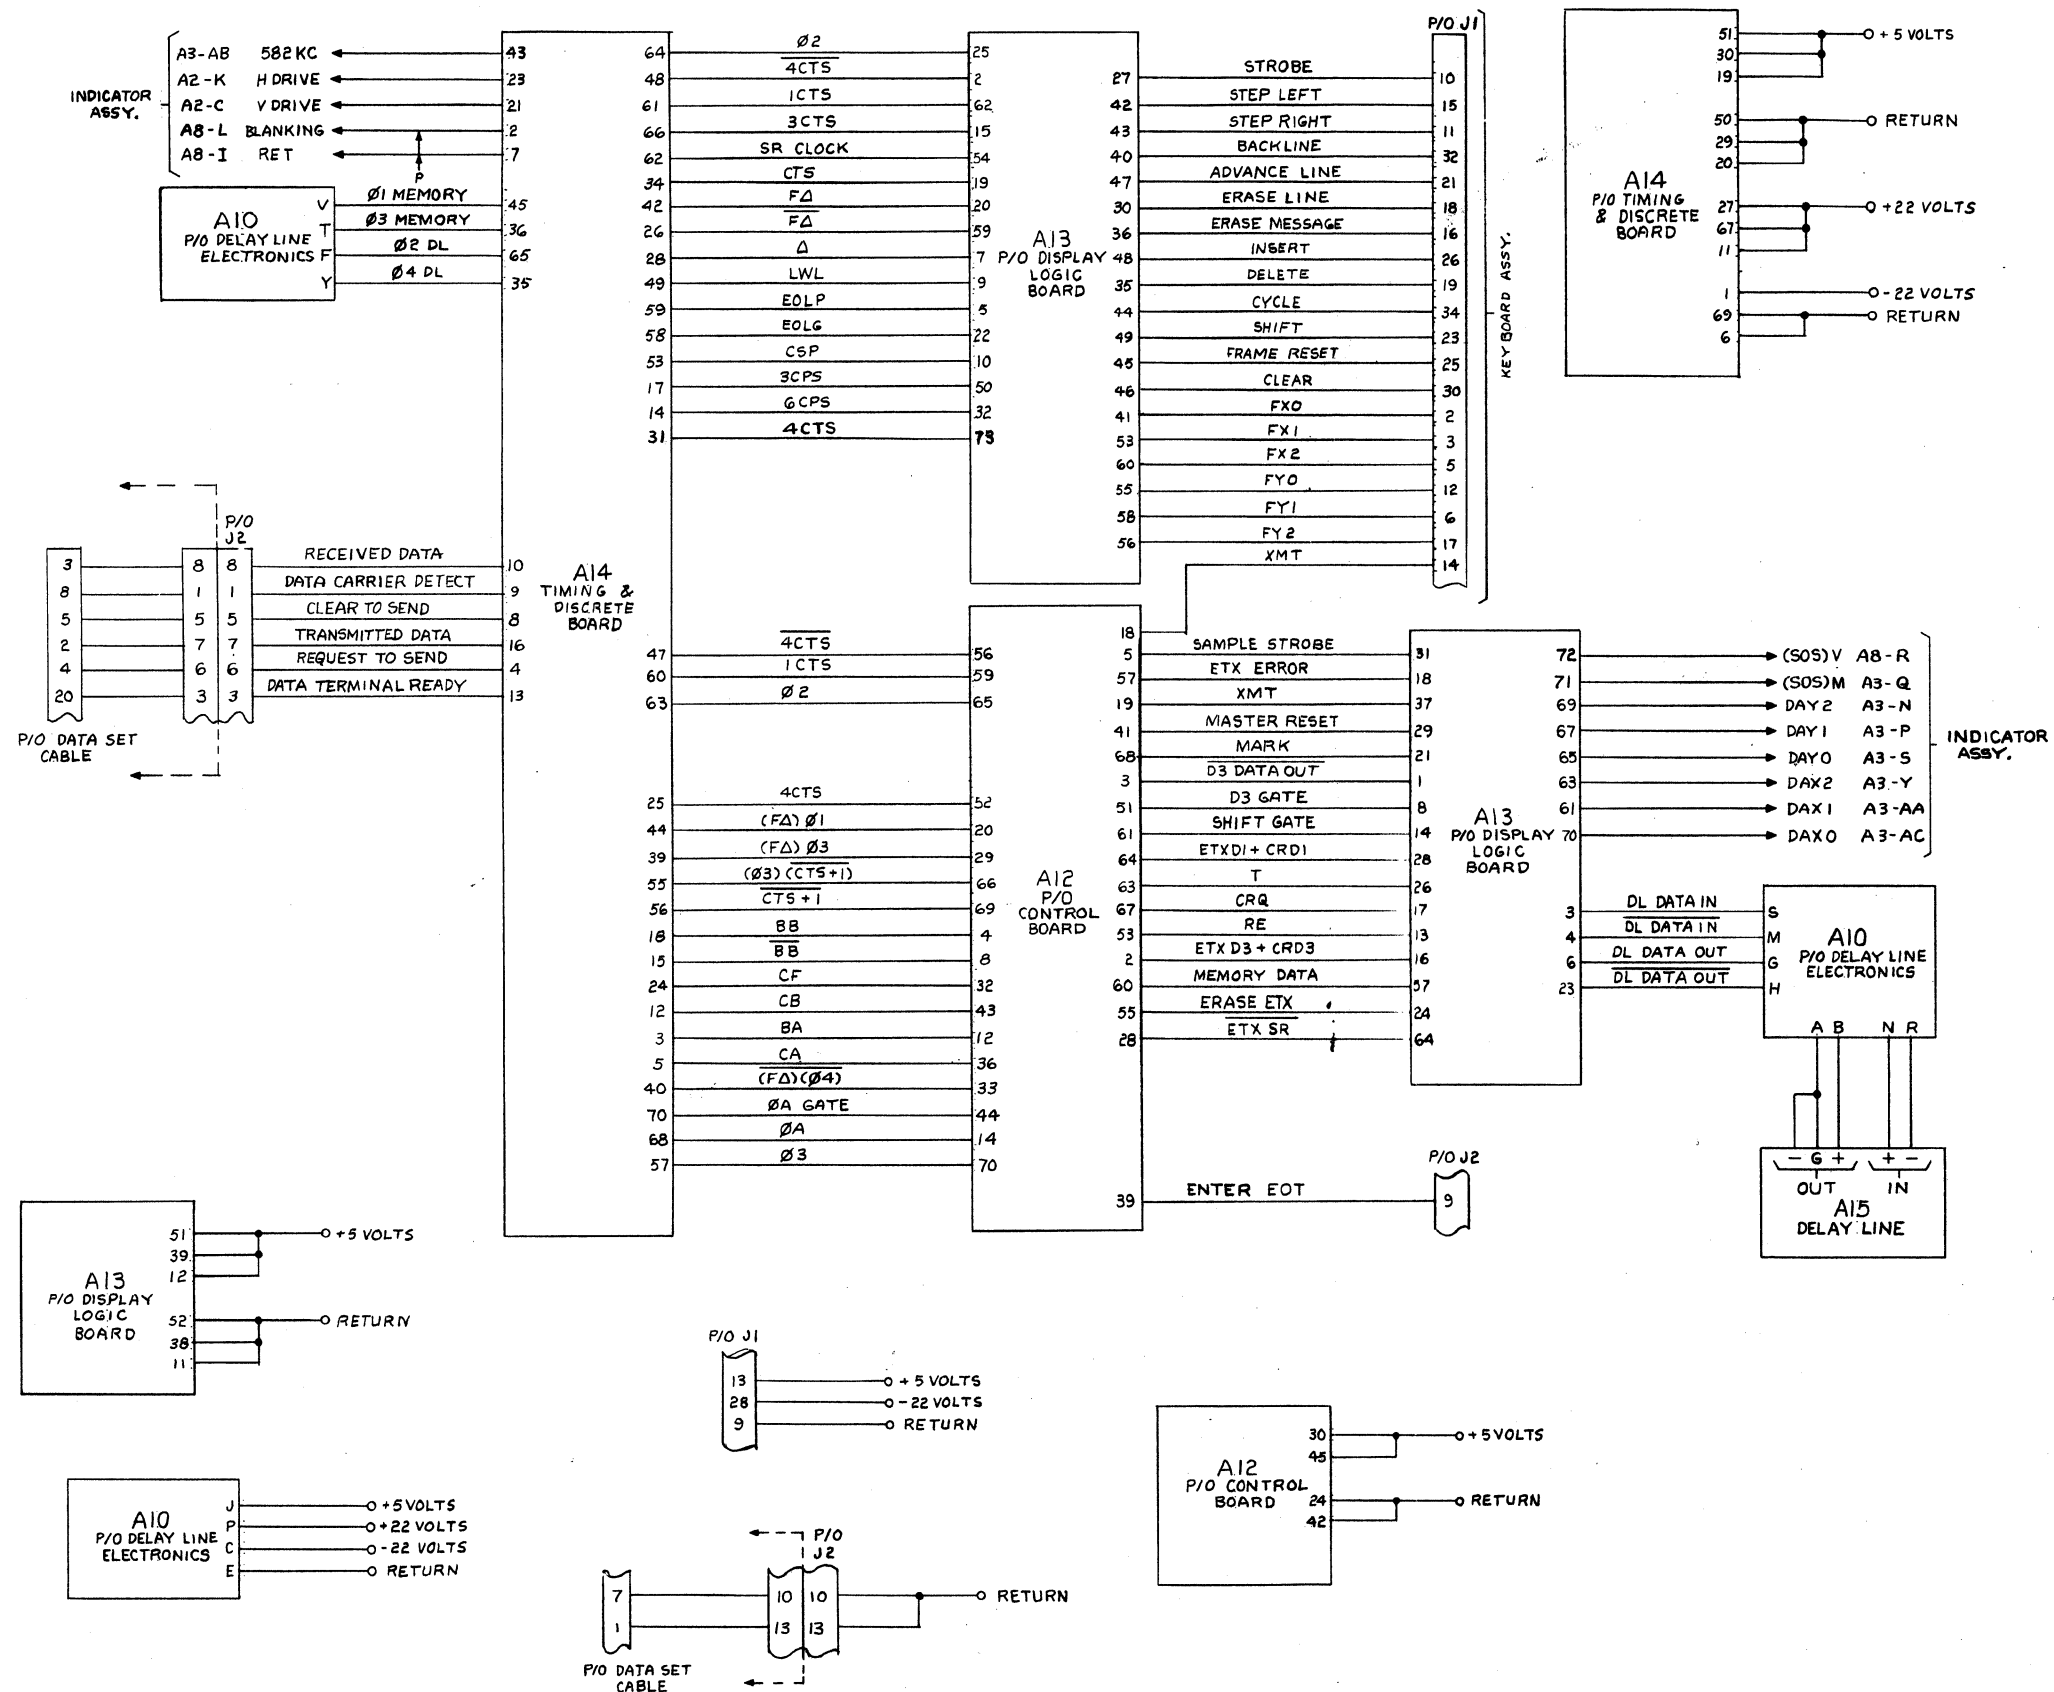 INDICATOR
ASSY.
A3-AB 582KC 43
A2-K H DRIVE 23
A2-C V DRIVE 21
A8-L BLANKING 2
A8-I RET 7
P
A10
P/O DELAY LINE
ELECTRONICS
V Ø1 MEMORY 45
T Ø3 MEMORY 36
F Ø2 DL 65
Y Ø4 DL 35
64 Ø2 25
48 4CTS 2
61 1CTS 62
66 3CTS 15
62 SR CLOCK 54
34 CTS 19
42 FΔ 20
26 FΔ 59
28 Δ 7
49 LWL 9
59 EOLP 5
58 EOLG 22
53 CSP 10
17 3CPS 50
14 6CPS 32
31 4CTS 73
A13
P/O DISPLAY
LOGIC
BOARD
P/O J1
27 STROBE 10
42 STEP LEFT 15
43 STEP RIGHT 11
40 BACKLINE 32
47 ADVANCE LINE 21
30 ERASE LINE 18
36 ERASE MESSAGE 16
48 INSERT 26
35 DELETE 19
44 CYCLE 34
49 SHIFT 23
45 FRAME RESET 25
46 CLEAR 30
41 FX0 2
53 FX1 3
60 FX2 5
55 FY0 12
58 FY1 6
56 FY2 17
XMT 14
KEYBOARD ASSY.
A14
P/O TIMING
& DISCRETE
BOARD
51 +5 VOLTS
30
19
50 RETURN
29
20
27 +22 VOLTS
67
11
1 -22 VOLTS
69 RETURN
6
P/O
J2
3 8 8 RECEIVED DATA 10
8 1 1 DATA CARRIER DETECT 9
5 5 5 CLEAR TO SEND 8
2 7 7 TRANSMITTED DATA 16
4 6 6 REQUEST TO SEND 4
20 3 3 DATA TERMINAL READY 13
P/O DATA SET
CABLE
A14
TIMING &
DISCRETE
BOARD
47 4CTS 56
60 1CTS 59
63 Ø2 65
25 4CTS 52
44 (FΔ) Ø1 20
39 (FΔ) Ø3 29
55 (Ø3) (CTS+1) 66
56 CTS+1 69
18 BB 4
15 BB 8
24 CF 32
12 CB 43
3 BA 12
5 CA 36
40 (FΔ)(Ø4) 33
70 ØA GATE 44
68 ØA 14
57 Ø3 70
A12
P/O
CONTROL
BOARD
18
5 SAMPLE STROBE 31
57 ETX ERROR 18
19 XMT 37
41 MASTER RESET 29
68 MARK 21
3 D3 DATA OUT 1
51 D3 GATE 8
61 SHIFT GATE 14
64 ETXD1 + CRD1 28
63 T 26
67 CRQ 17
53 RE 13
2 ETX D3 + CRD3 16
60 MEMORY DATA 57
55 ERASE ETX 24
28 ETX SR 64
39 ENTER EOT 9
P/O J2
A13
P/O DISPLAY
LOGIC
BOARD
72 (SOS) V A8-R
71 (SOS) M A3-Q
69 DAY2 A3-N
67 DAY1 A3-P
65 DAY0 A3-S
63 DAX2 A3-Y
61 DAX1 A3-AA
70 DAX0 A3-AC
INDICATOR
ASSY.
3 DL DATA IN S
4 DL DATA IN M
6 DL DATA OUT G
23 DL DATA OUT H
A10
P/O DELAY LINE
ELECTRONICS
A B N R
- G + + -
OUT IN
A15
DELAY LINE
A13
P/O DISPLAY
LOGIC
BOARD
51 +5 VOLTS
39
12
52 RETURN
38
11
P/O J1
13 +5 VOLTS
28 -22 VOLTS
9 RETURN
A12
P/O CONTROL
BOARD
30 +5VOLTS
45
24 RETURN
42
A10
P/O DELAY LINE
ELECTRONICS
J +5VOLTS
P +22 VOLTS
C -22 VOLTS
E RETURN
P/O
J2
7 10 10 RETURN
1 13 13
P/O DATA SET
CABLE